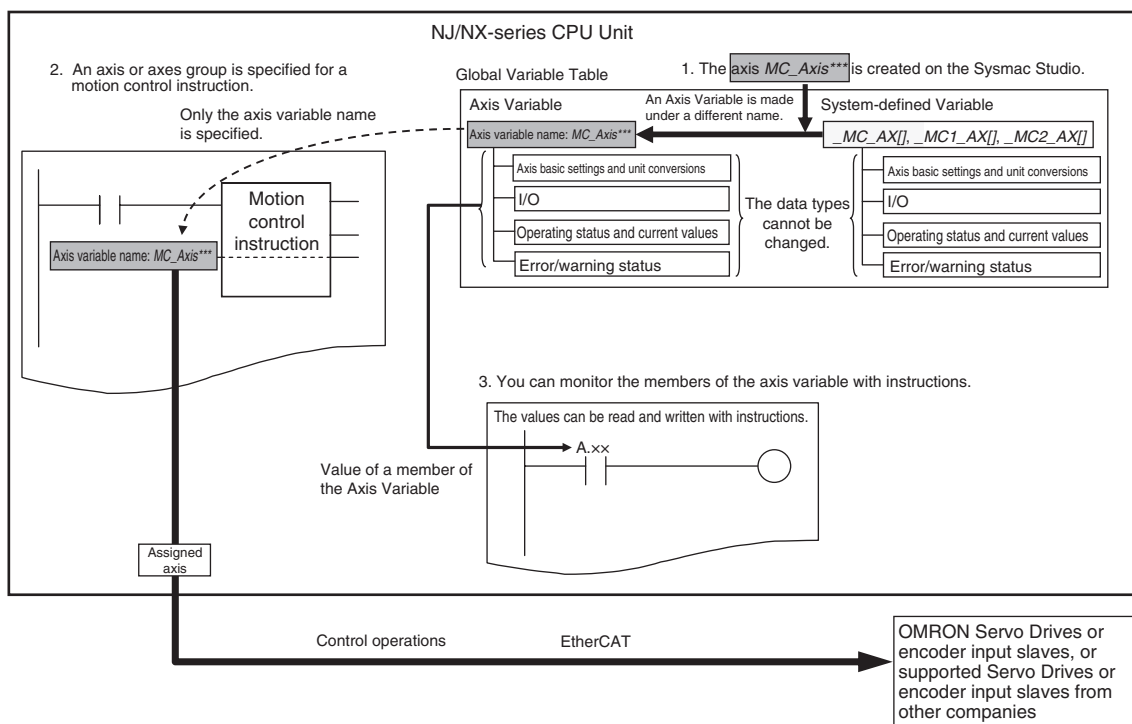 NJ/NX-series CPU Unit
2. An axis or axes group is specified for a
motion control instruction.
Only the axis variable name
is specified.
Motion
control
instruction
Axis variable name: MC_Axis***
Global Variable Table
1. The axis MC_Axis*** is created on the Sysmac Studio.
Axis Variable
An Axis Variable is made
under a different name.
System-defined Variable
Axis variable name: MC_Axis***
_MC_AX[], _MC1_AX[], _MC2_AX[]
Axis basic settings and unit conversions
I/O
Operating status and current values
Error/warning status
The data types
cannot be
changed.
Axis basic settings and unit conversions
I/O
Operating status and current values
Error/warning status
3. You can monitor the members of the axis variable with instructions.
The values can be read and written with instructions.
A.××
Value of a member of
the Axis Variable
Assigned
axis
Control operations
EtherCAT
OMRON Servo Drives or
encoder input slaves, or
supported Servo Drives or
encoder input slaves from
other companies